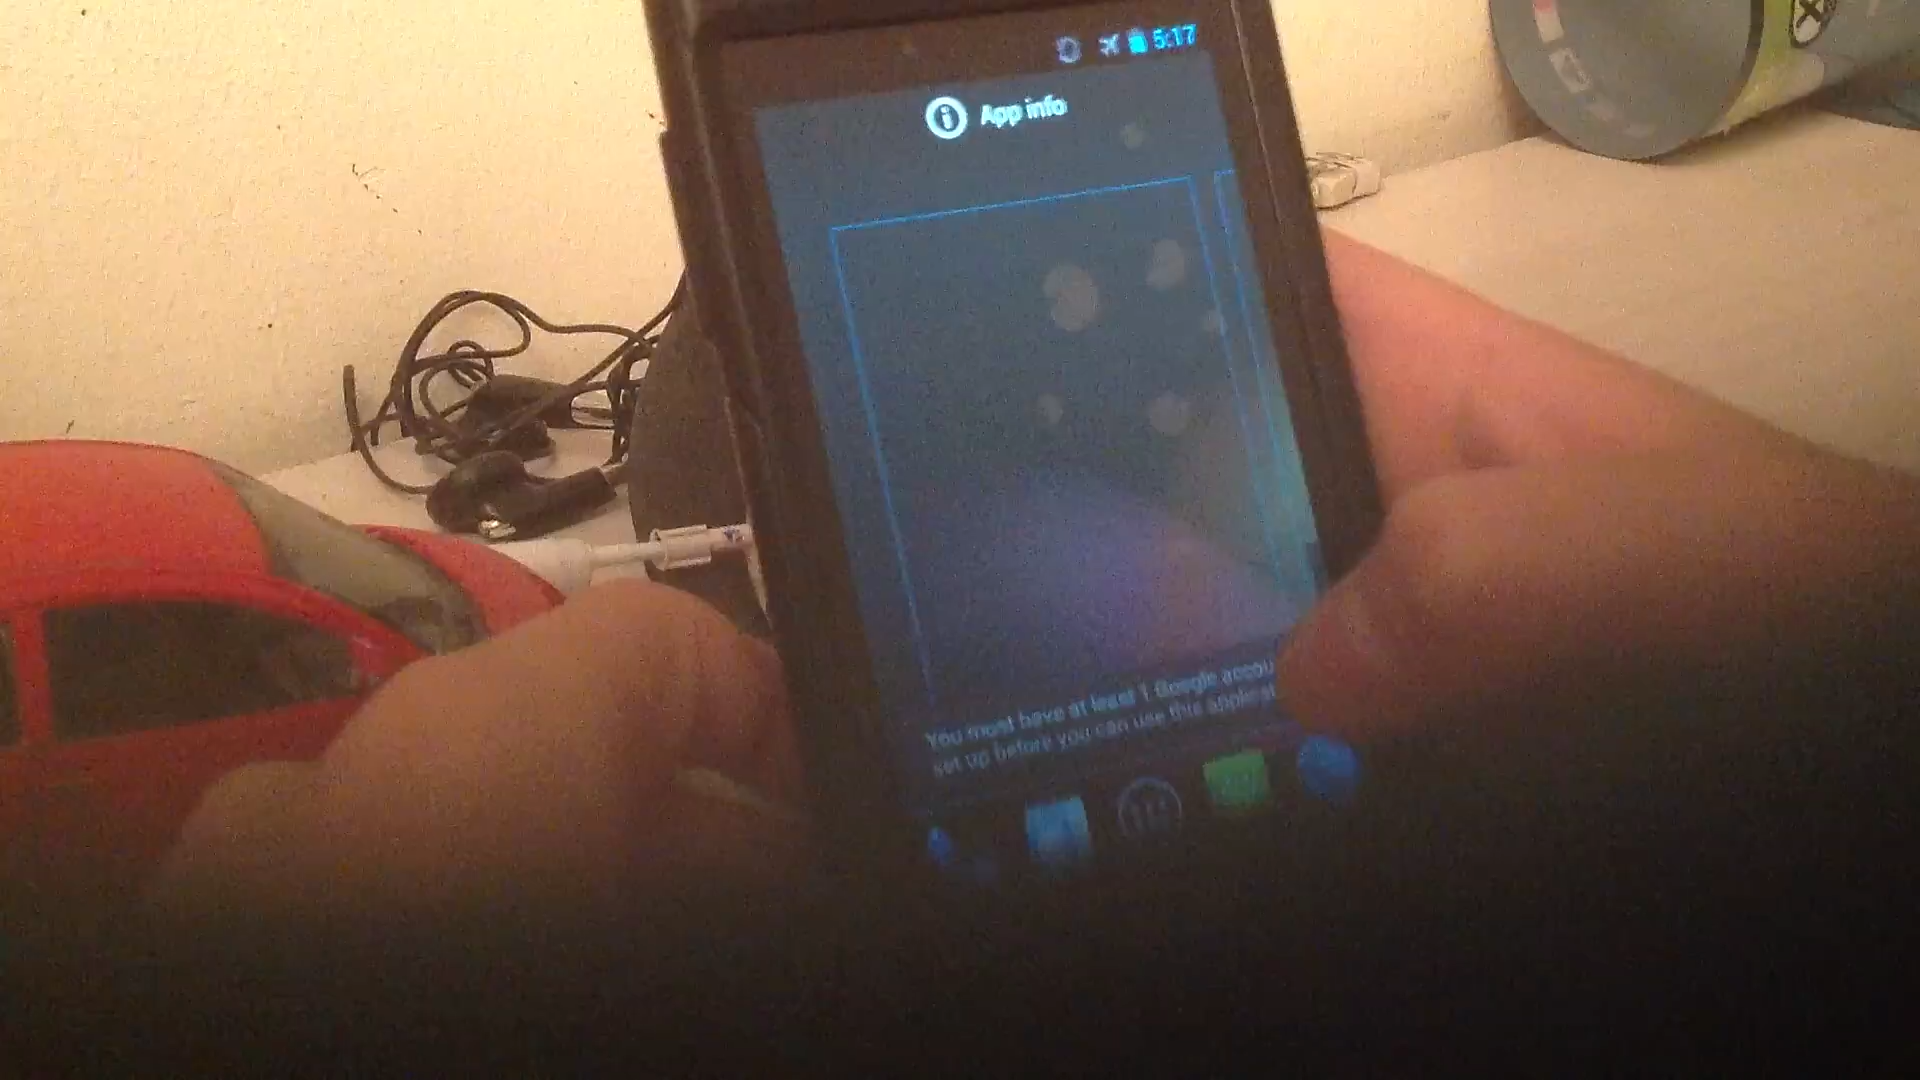 5:17
App info
You must have at least 1 Google accou
set up before you can use this applicat